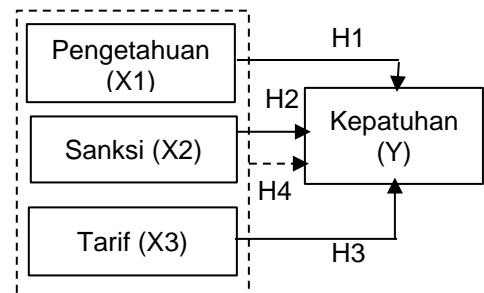 Pengetahuan
(X1)
H1
H2
Sanksi (X2)
Kepatuhan
(Y)
H4
Tarif (X3)
H3